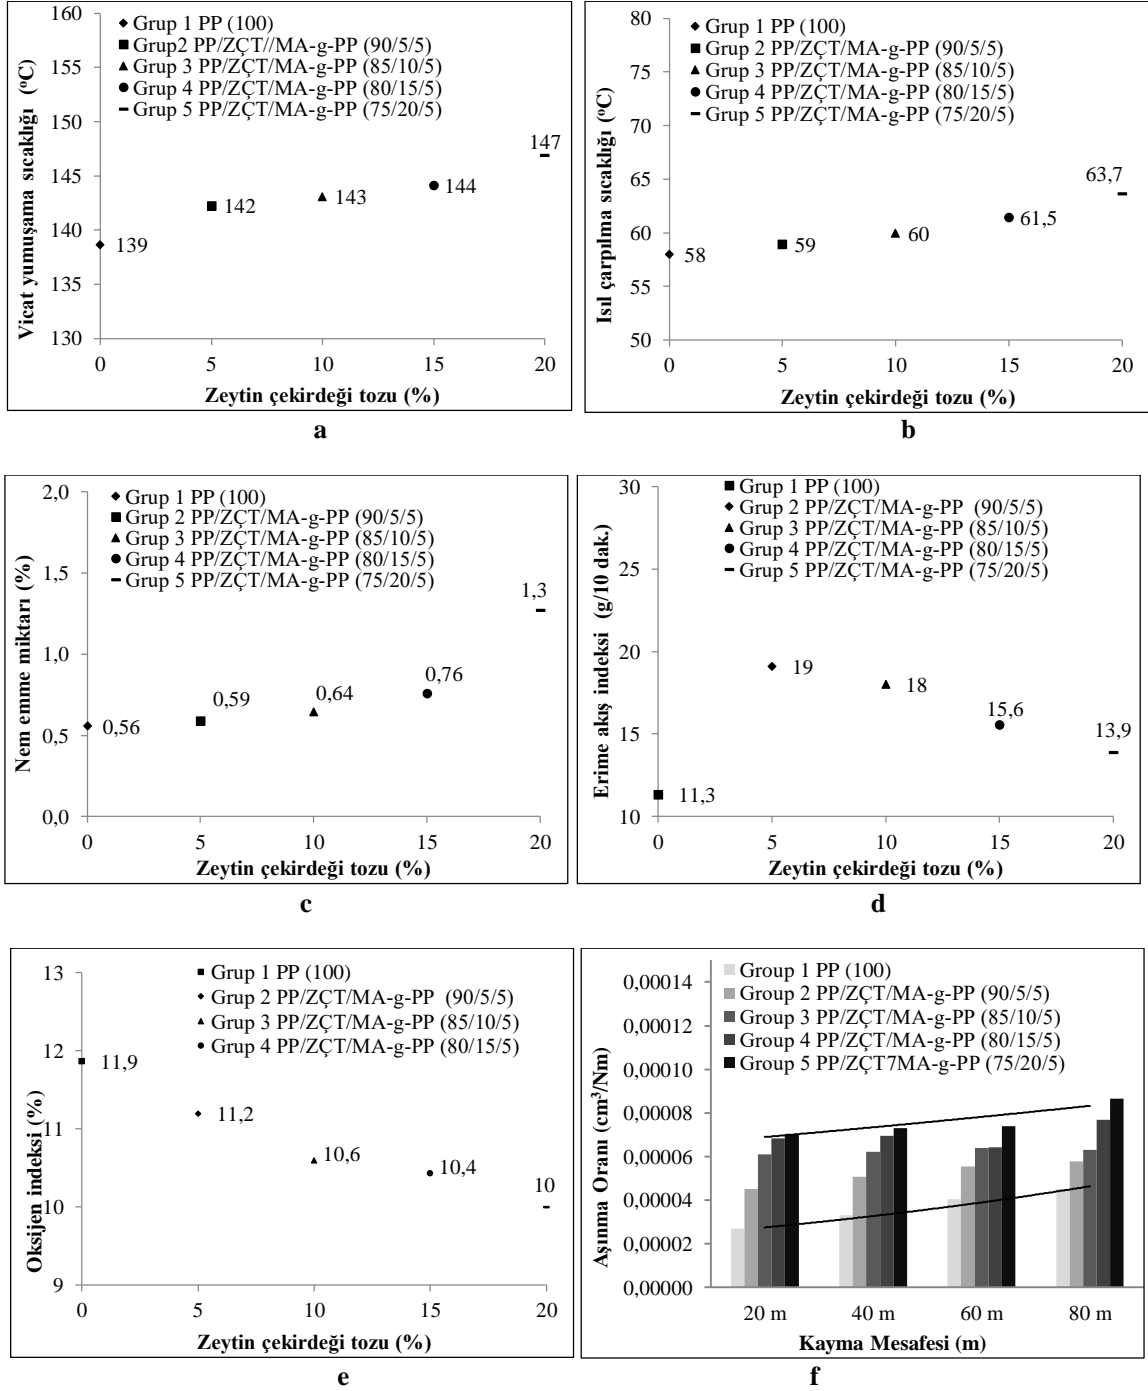 Grup 1 PP (100)
Grup2 PP/ZÇT//MA-g-PP (90/5/5)
Grup 3 PP/ZÇT/MA-g-PP (85/10/5)
Grup 4 PP/ZÇT/MA-g-PP (80/15/5)
Grup 5 PP/ZÇT/MA-g-PP (75/20/5)
160
155
150
145
140
135
130
Vicat yumuşama sıcaklığı (°C)
139
142
143
144
147
0 5 10 15 20
Zeytin çekirdeği tozu (%)
a
Grup 1 PP (100)
Grup 2 PP/ZÇT/MA-g-PP (90/5/5)
Grup 3 PP/ZÇT/MA-g-PP (85/10/5)
Grup 4 PP/ZÇT/MA-g-PP (80/15/5)
Grup 5 PP/ZÇT/MA-g-PP (75/20/5)
80
75
70
65
60
55
50
Isıl çarpılma sıcaklığı (°C)
58
59
60
61,5
63,7
0 5 10 15 20
Zeytin çekirdeği tozu (%)
b
Grup 1 PP (100)
Grup 2 PP/ZÇT/MA-g-PP (90/5/5)
Grup 3 PP/ZÇT/MA-g-PP (85/10/5)
Grup 4 PP/ZÇT/MA-g-PP (80/15/5)
Grup 5 PP/ZÇT/MA-g-PP (75/20/5)
2,0
1,5
1,0
0,5
0,0
Nem emme miktarı (%)
0,56
0,59
0,64
0,76
1,3
0 5 10 15 20
Zeytin çekirdeği tozu (%)
c
Grup 1 PP (100)
Grup 2 PP/ZÇT/MA-g-PP (90/5/5)
Grup 3 PP/ZÇT/MA-g-PP (85/10/5)
Grup 4 PP/ZÇT/MA-g-PP (80/15/5)
Grup 5 PP/ZÇT/MA-g-PP (75/20/5)
30
25
20
15
10
Erime akış indeksi (g/10 dak.)
11,3
19
18
15,6
13,9
0 5 10 15 20
Zeytin çekirdeği tozu (%)
d
Grup 1 PP (100)
Grup 2 PP/ZÇT/MA-g-PP (90/5/5)
Grup 3 PP/ZÇT/MA-g-PP (85/10/5)
Grup 4 PP/ZÇT/MA-g-PP (80/15/5)
13
12
11
10
9
Oksijen indeksi (%)
11,9
11,2
10,6
10,4
10
0 5 10 15 20
Zeytin çekirdeği tozu (%)
e
Group 1 PP (100)
Group 2 PP/ZÇT/MA-g-PP (90/5/5)
Group 3 PP/ZÇT/MA-g-PP (85/10/5)
Group 4 PP/ZÇT/MA-g-PP (80/15/5)
Group 5 PP/ZCT7MA-g-PP (75/20/5)
0,00014
0,00012
0,00010
0,00008
0,00006
0,00004
0,00002
0,00000
Aşınma Oranı (cm³/Nm)
20 m 40 m 60 m 80 m
Kayma Mesafesi (m)
f